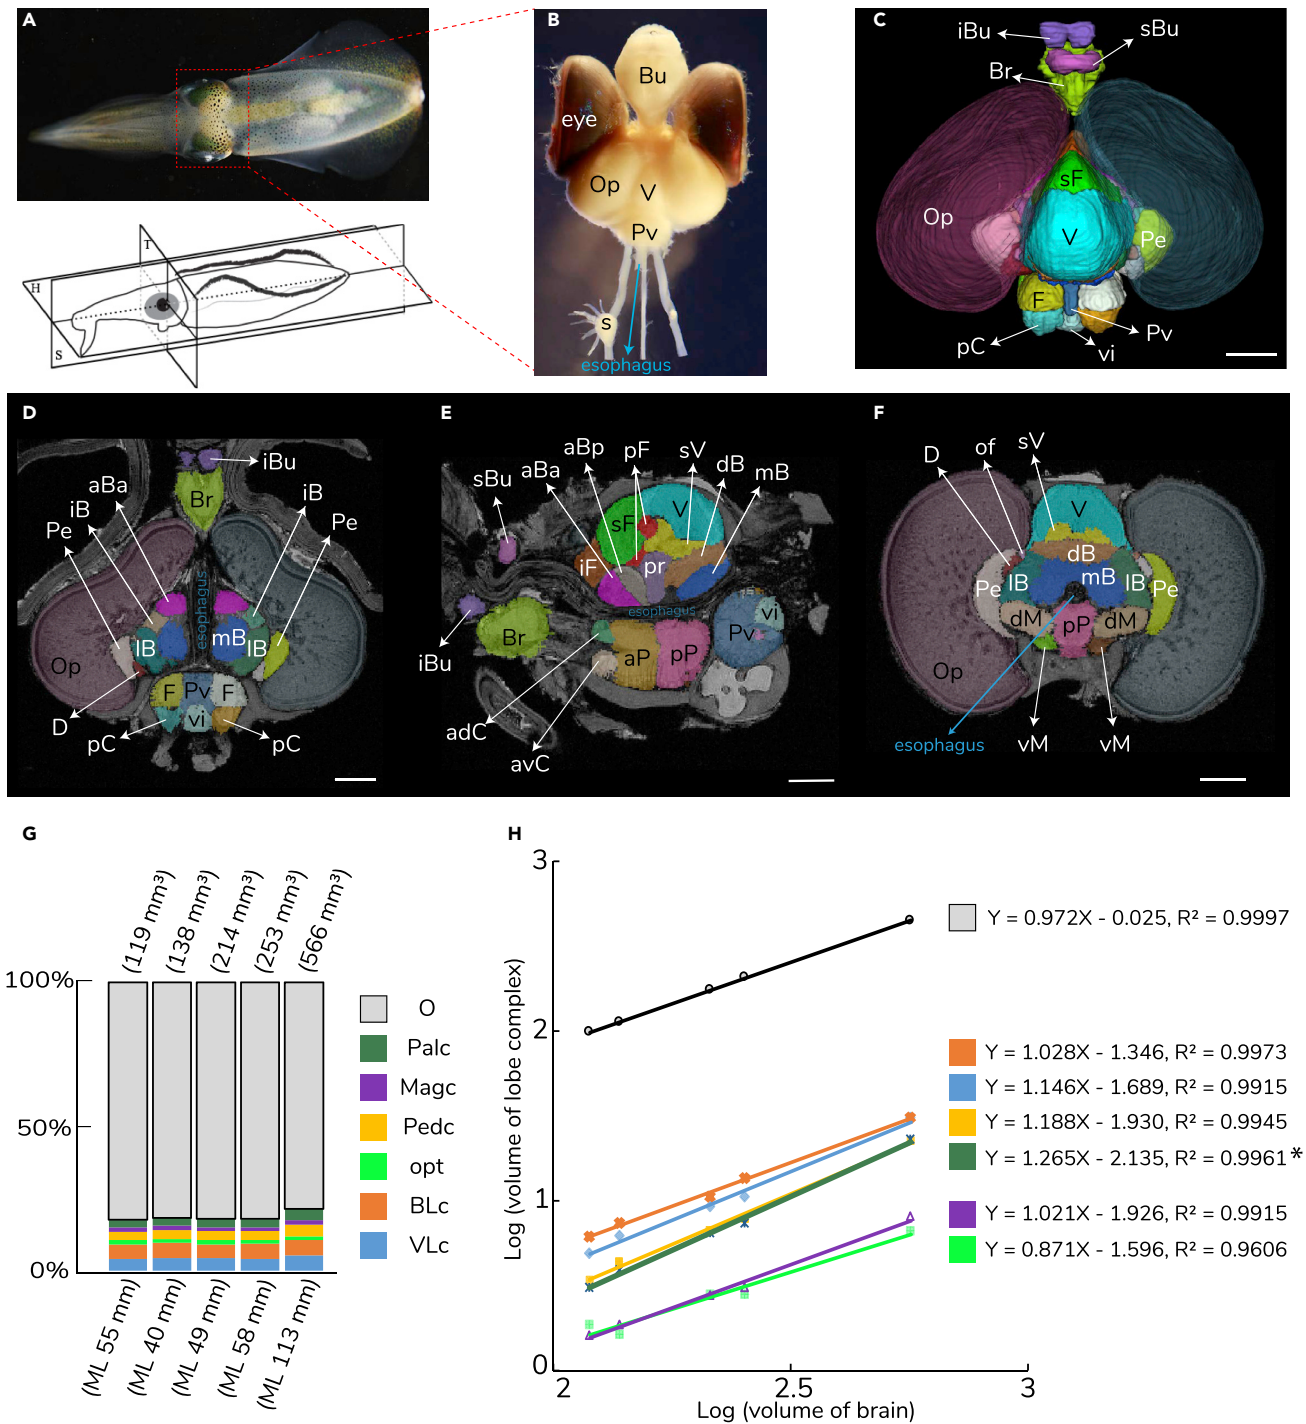 A
T
H
S
B
Bu
eye
Op
V
Pv
s
esophagus
C
iBu
sBu
Br
sF
Op
V
Pe
F
pC
vi
Pv
D
iBu
aBa
Br
iB
iB
Pe
Pe
esophagus
mB
lB
lB
Op
F
Pv
F
D
vi
pC
pC
E
aBp
pF
sV
aBa
dB
sBu
mB
V
sF
iF
pr
esophagus
vi
Br
Pv
aP
pP
iBu
adC
avC
F
sV
of
D
V
dB
mB
Pe
lB
lB
Pe
dM
pP
dM
Op
esophagus
vM
vM
G
(119 mm³)
(138 mm³)
(214 mm³)
(253 mm³)
(566 mm³)
100%
50%
0%
O
Palc
Magc
Pedc
opt
BLc
VLc
(ML 55 mm)
(ML 40 mm)
(ML 49 mm)
(ML 58 mm)
(ML 113 mm)
H
Log (volume of lobe complex)
3
2
1
0
2
2.5
3
Log (volume of brain)
Y = 0.972X - 0.025, R² = 0.9997
Y = 1.028X - 1.346, R² = 0.9973
Y = 1.146X - 1.689, R² = 0.9915
Y = 1.188X - 1.930, R² = 0.9945
Y = 1.265X - 2.135, R² = 0.9961*
Y = 1.021X - 1.926, R² = 0.9915
Y = 0.871X - 1.596, R² = 0.9606